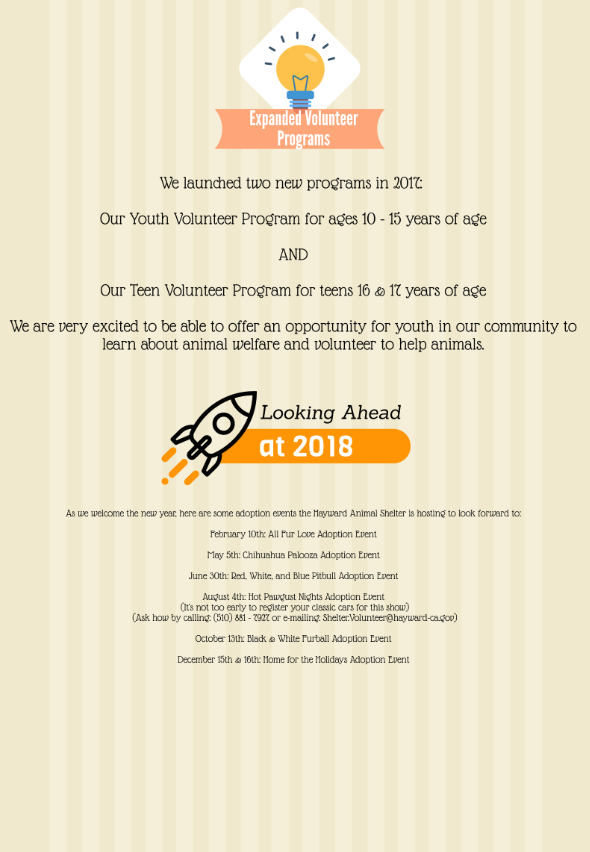 Expanded Volunteer
Programs
We launched two new programs in 2017:
Our Youth Volunteer Program for ages 10 - 15 years of age
AND
Our Teen Volunteer Program for teens 16 & 17 years of age
We are very excited to be able to offer an opportunity for youth in our community to
learn about animal welfare and volunteer to help animals.
Looking Ahead
at 2018
As we welcome the new year, here are some adoption events the Hayward Animal Shelter is hosting to look forward to:
February 10th: All Fur Love Adoption Event
May 5th: Chihuahua Palooza Adoption Event
June 30th: Red, White, and Blue Pitbull Adoption Event
August 4th: Hot Pawgust Nights Adoption Event
(It's not too early to register your classic cars for this show)
(Ask how by calling: (510) 881 - 7927 or e-mailing: Shelter.Volunteer@hayward-ca.gov)
October 13th: Black & White Furball Adoption Event
December 15th & 16th: Home for the Holidays Adoption Event